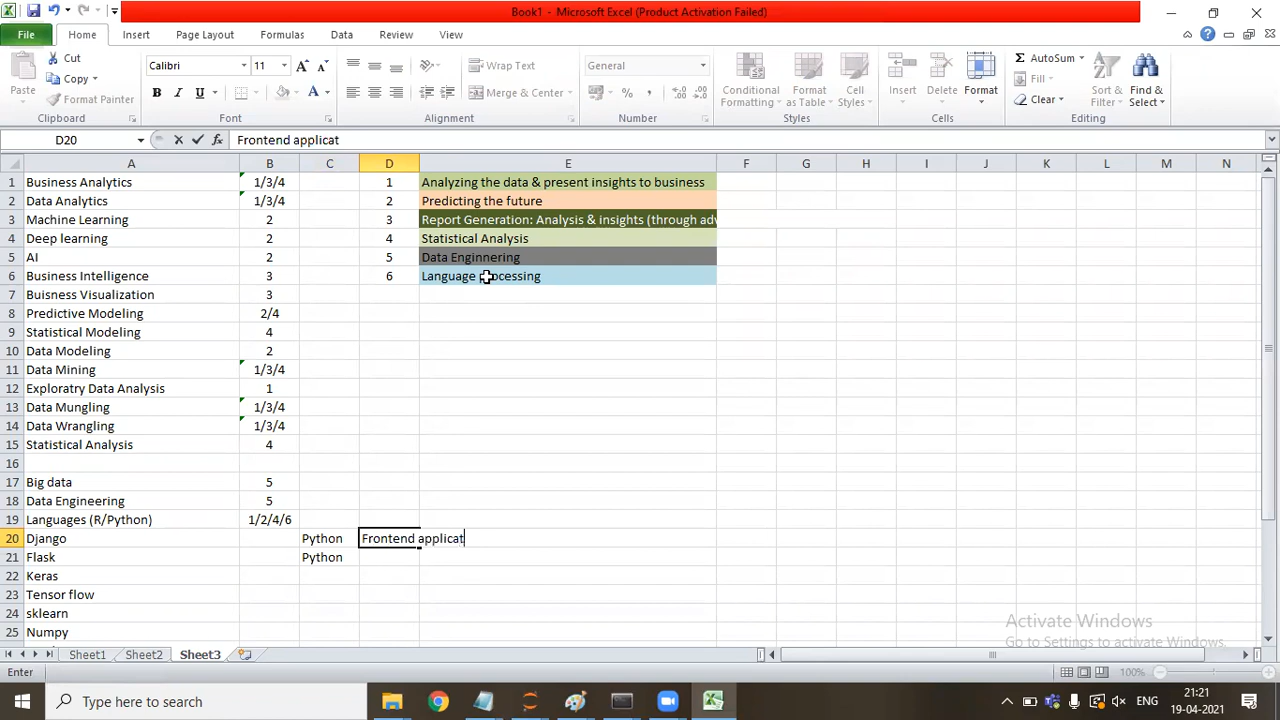 Book1 - Microsoft Excel (Product Activation Failed)
File Home Insert Page Layout Formulas Data Review View
Paste
Cut
Copy
Format Painter
Clipboard
Calibri 11
B I U
Font
Wrap Text
Merge & Center
Alignment
General
Number
Conditional Formatting
Format as Table
Cell Styles
Styles
Insert Delete Format
Cells
AutoSum
Fill
Clear
Sort & Filter
Find & Select
Editing
D20 fx Frontend applicat
A B C D E F G H I J K L M N
1 Business Analytics 1/3/4 1 Analyzing the data & present insights to business
2 Data Analytics 1/3/4 2 Predicting the future
3 Machine Learning 2 3 Report Generation: Analysis & insights (through adv
4 Deep learning 2 4 Statistical Analysis
5 AI 2 5 Data Enginnering
6 Business Intelligence 3 6 Language processing
7 Buisness Visualization 3
8 Predictive Modeling 2/4
9 Statistical Modeling 4
10 Data Modeling 2
11 Data Mining 1/3/4
12 Exploratry Data Analysis 1
13 Data Mungling 1/3/4
14 Data Wrangling 1/3/4
15 Statistical Analysis 4
16
17 Big data 5
18 Data Engineering 5
19 Languages (R/Python) 1/2/4/6
20 Django Python Frontend applicat
21 Flask Python
22 Keras
23 Tensor flow
24 sklearn
25 Numpy
Activate Windows
Go to Settings to activate Windows.
Sheet1 Sheet2 Sheet3
Enter 100%
Type here to search
ENG
21:21
19-04-2021